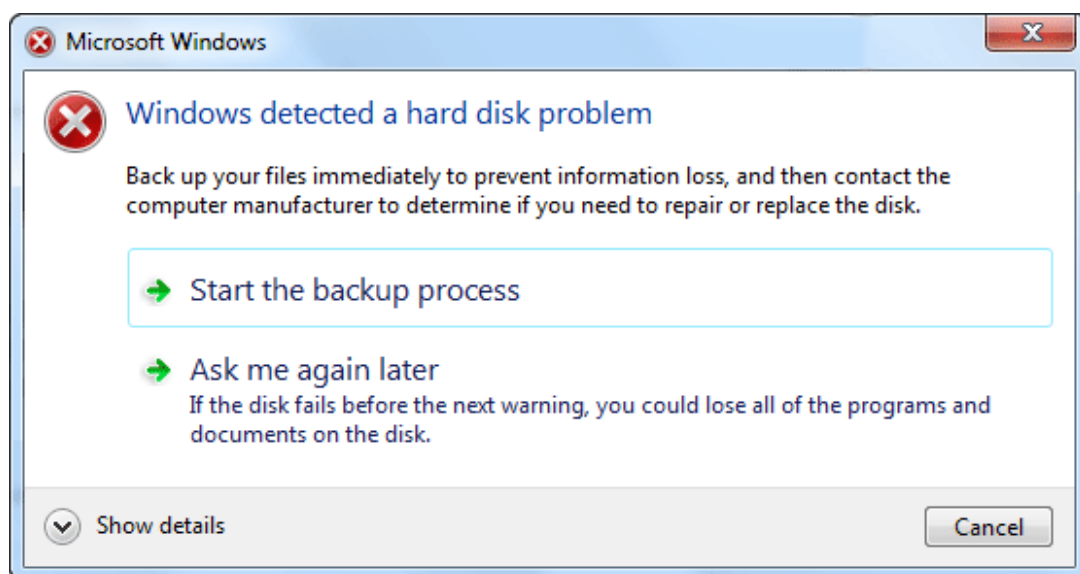 Microsoft Windows
Windows detected a hard disk problem
Back up your files immediately to prevent information loss, and then contact the
computer manufacturer to determine if you need to repair or replace the disk.
Start the backup process
Ask me again later
If the disk fails before the next warning, you could lose all of the programs and
documents on the disk.
Show details
Cancel